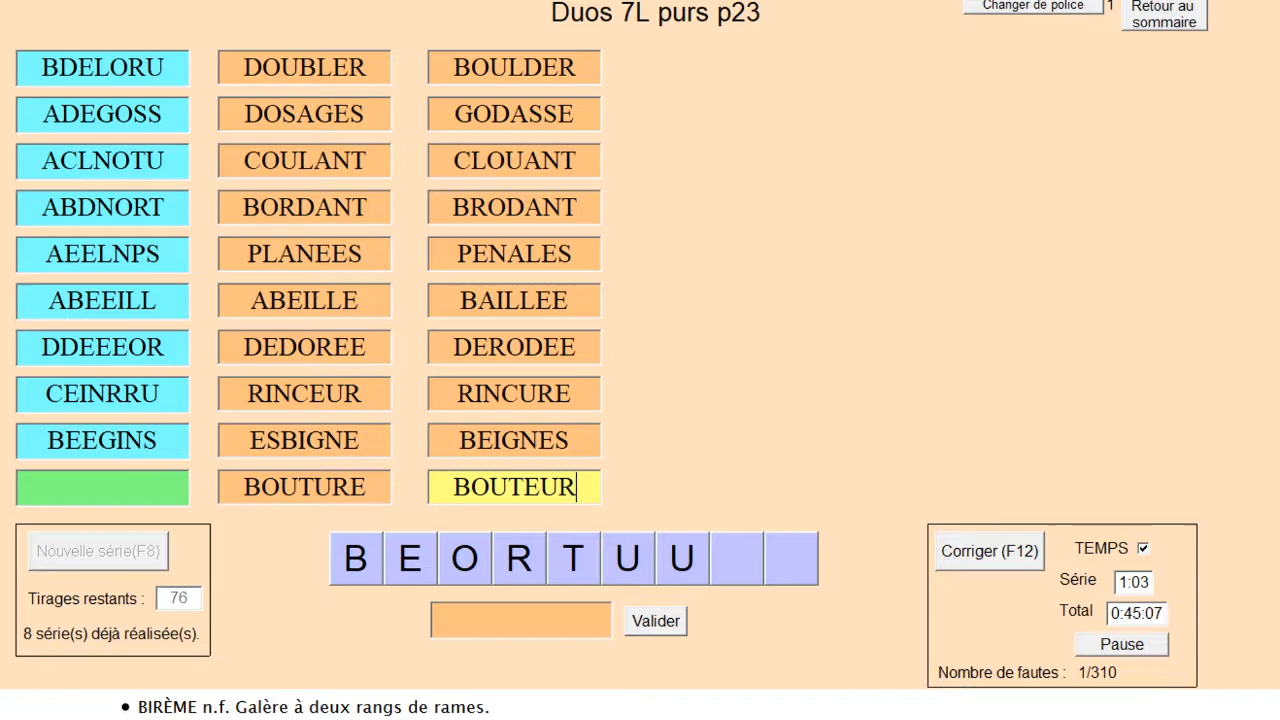 Duos 7L purs p23
Changer de police 1 Retour au sommaire
BDELORU DOUBLER BOULDER
ADEGOSS DOSAGES GODASSE
ACLNOTU COULANT CLOUANT
ABDNORT BORDANT BRODANT
AEELNPS PLANEES PENALES
ABEEILL ABEILLE BAILLEE
DDEEEOR DEDOREE DERODEE
CEINRRU RINCEUR RINCURE
BEEGINS ESBIGNE BEIGNES
BOUTURE BOUTEUR
Nouvelle série(F8)
Tirages restants : 76
8 série(s) déjà réalisée(s).
B E O R T U U
Valider
Corriger (F12) TEMPS
Série 1:03
Total 0:45:07
Pause
Nombre de fautes : 1/310
• BIRÈME n.f. Galère à deux rangs de rames.